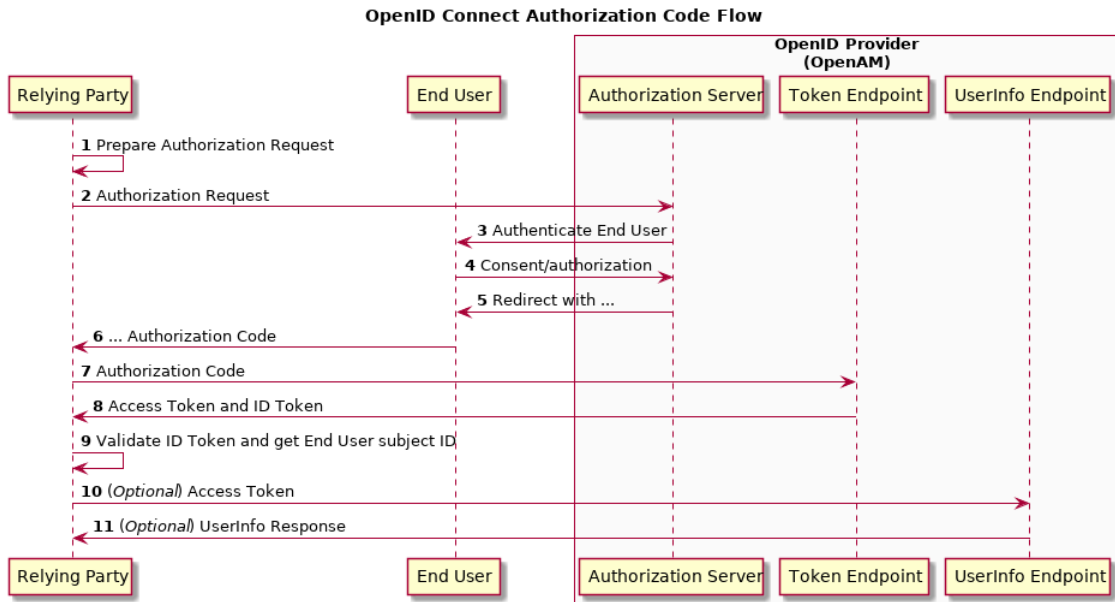 OpenID Connect Authorization Code Flow
OpenID Provider
(OpenAM)
Relying Party
End User
Authorization Server
Token Endpoint
UserInfo Endpoint
1 Prepare Authorization Request
2 Authorization Request
3 Authenticate End User
4 Consent/authorization
5 Redirect with ...
6 ... Authorization Code
7 Authorization Code
8 Access Token and ID Token
9 Validate ID Token and get End User subject ID
10 (Optional) Access Token
11 (Optional) UserInfo Response
Relying Party
End User
Authorization Server
Token Endpoint
UserInfo Endpoint